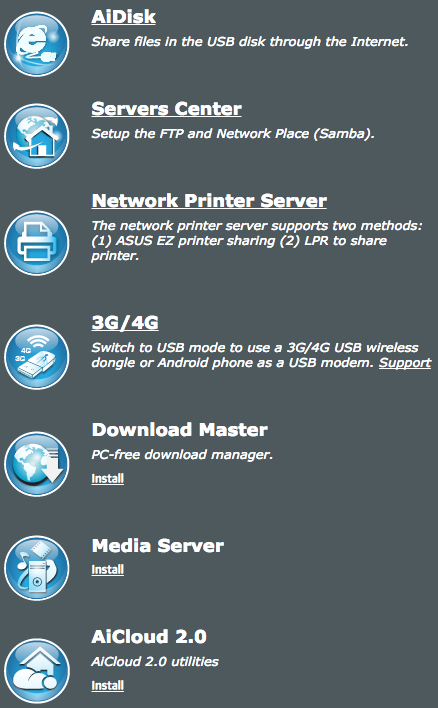 AiDisk
Share files in the USB disk through the Internet.
Servers Center
Setup the FTP and Network Place (Samba).
Network Printer Server
The network printer server supports two methods:
(1) ASUS EZ printer sharing (2) LPR to share
printer.
3G/4G
4G
3G
Switch to USB mode to use a 3G/4G USB wireless
dongle or Android phone as a USB modem. Support
Download Master
PC-free download manager.
Install
Media Server
Install
AiCloud 2.0
AiCloud 2.0 utilities
Install